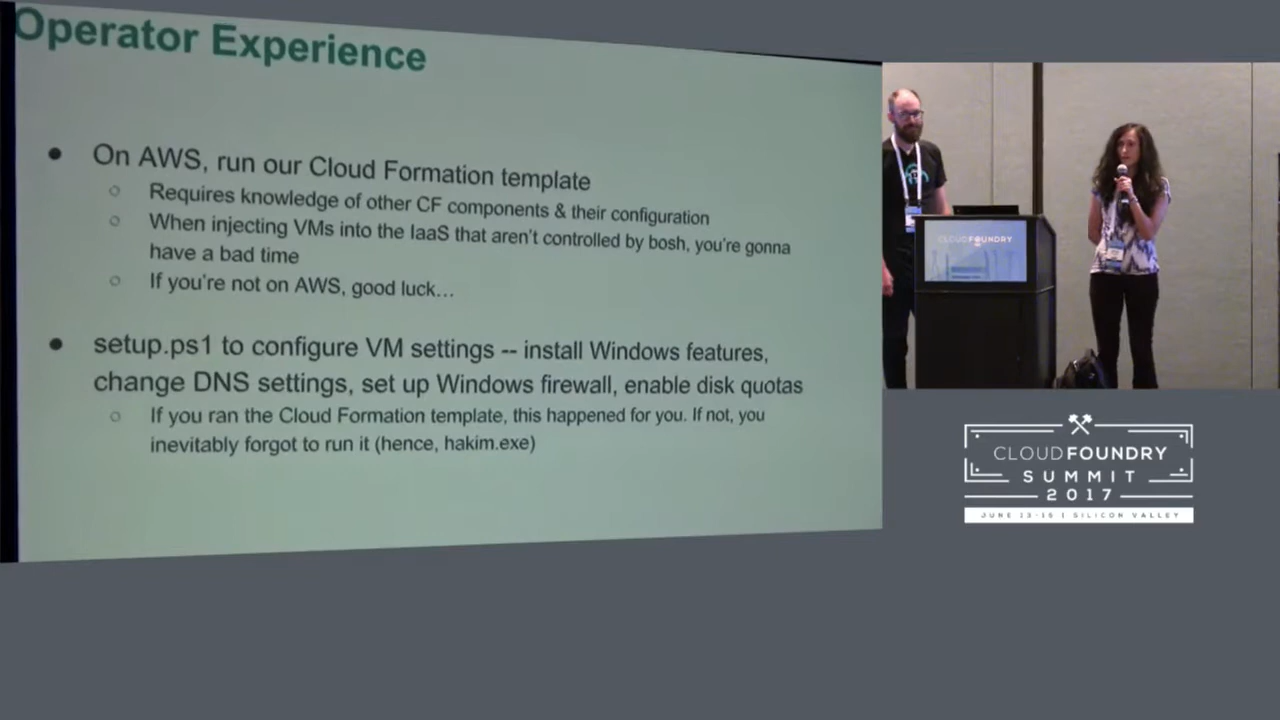 Operator Experience
● On AWS, run our Cloud Formation template
○ Requires knowledge of other CF components & their configuration
○ When injecting VMs into the IaaS that aren't controlled by bosh, you're gonna
have a bad time
○ If you're not on AWS, good luck…
● setup.ps1 to configure VM settings -- install Windows features,
change DNS settings, set up Windows firewall, enable disk quotas
○ If you ran the Cloud Formation template, this happened for you. If not, you
inevitably forgot to run it (hence, hakim.exe)
CLOUD FOUNDRY
CLOUDFOUNDRY
SUMMIT
2017
JUNE 13-15 | SILICON VALLEY